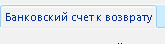 Банковский счет к возврату